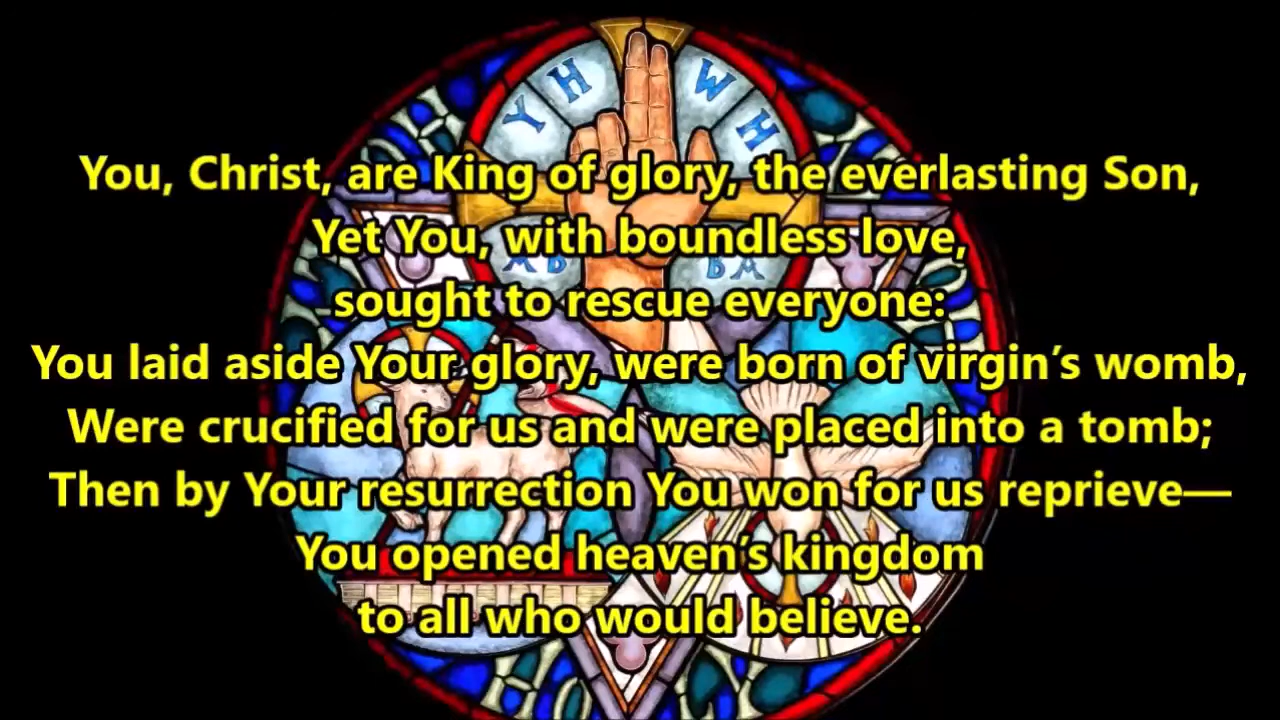 YHWH
You, Christ, are King of glory, the everlasting Son,
Yet You, with boundless love,
sought to rescue everyone:
You laid aside Your glory, were born of virgin’s womb,
Were crucified for us and were placed into a tomb;
Then by Your resurrection You won for us reprieve—
You opened heaven’s kingdom
to all who would believe.